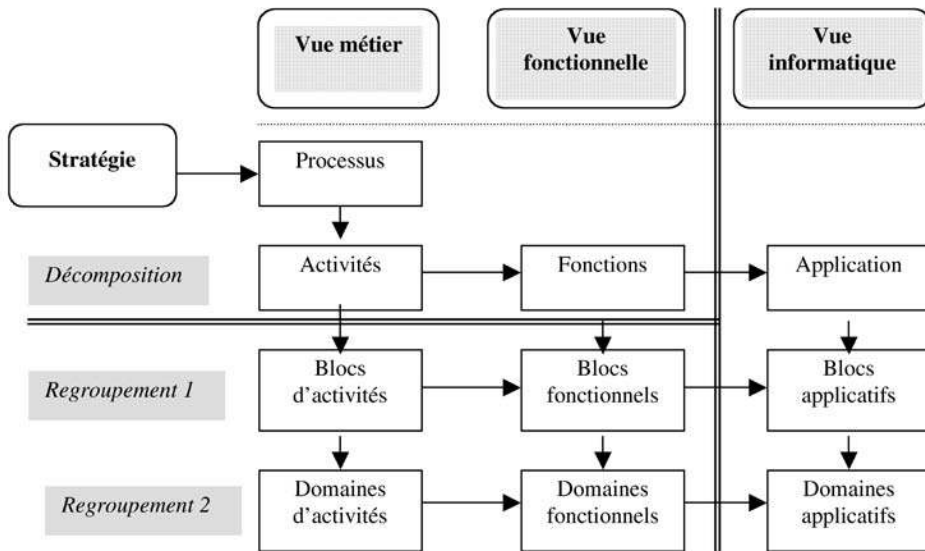 Vue métier
Vue
fonctionnelle
Vue
informatique
Stratégie
Processus
Décomposition
Activités
Fonctions
Application
Regroupement 1
Blocs
d'activités
Blocs
fonctionnels
Blocs
applicatifs
Regroupement 2
Domaines
d'activités
Domaines
fonctionnels
Domaines
applicatifs